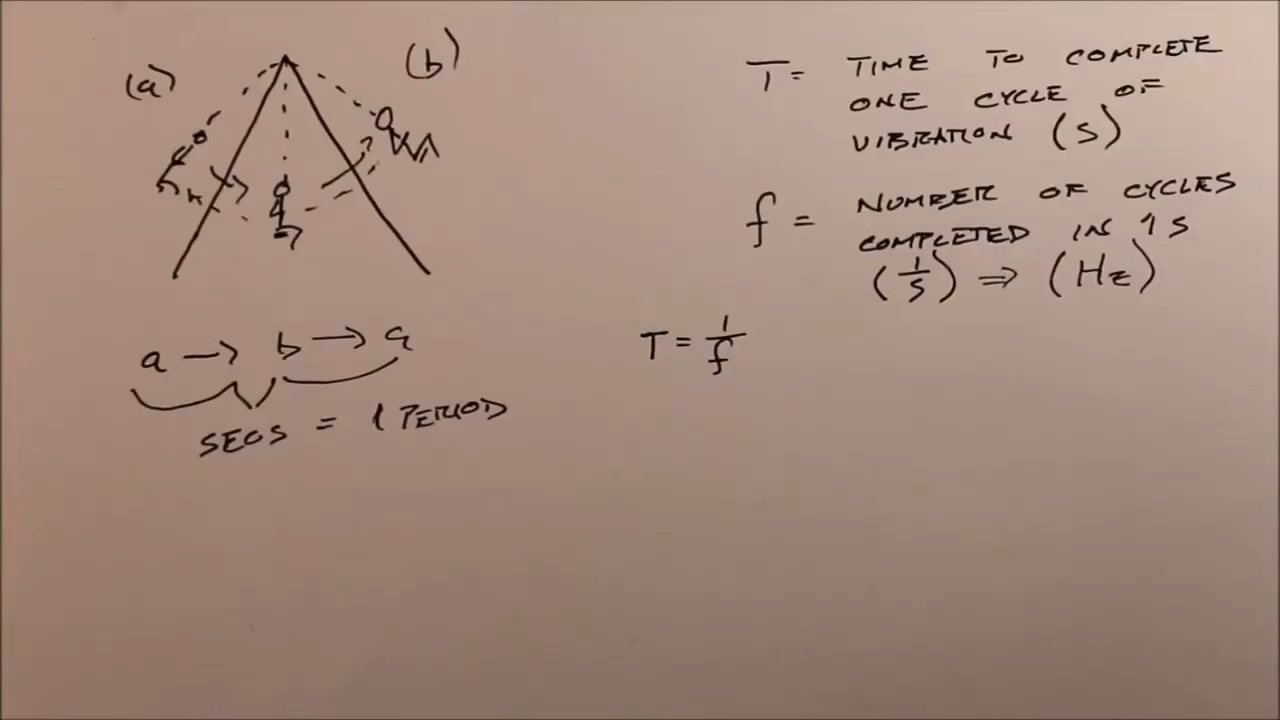 (a)
(b)
a → b → a
SECS = 1 PERIOD
T = TIME TO COMPLETE
ONE CYCLE OF
VIBRATION (S)
f = NUMBER OF CYCLES
COMPLETED IN 1 S
(1/S) ⇒ (Hz)
T = 1/f